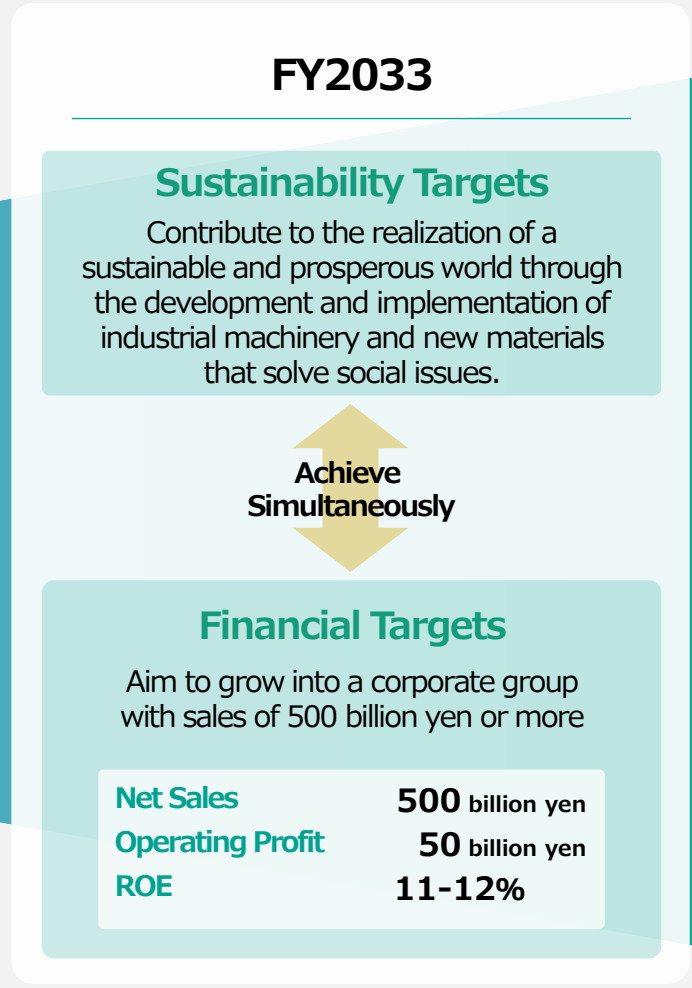 FY2033
Sustainability Targets
Contribute to the realization of a
sustainable and prosperous world through
the development and implementation of
industrial machinery and new materials
that solve social issues.
Achieve
Simultaneously
Financial Targets
Aim to grow into a corporate group
with sales of 500 billion yen or more
Net Sales 500 billion yen
Operating Profit 50 billion yen
ROE 11-12%